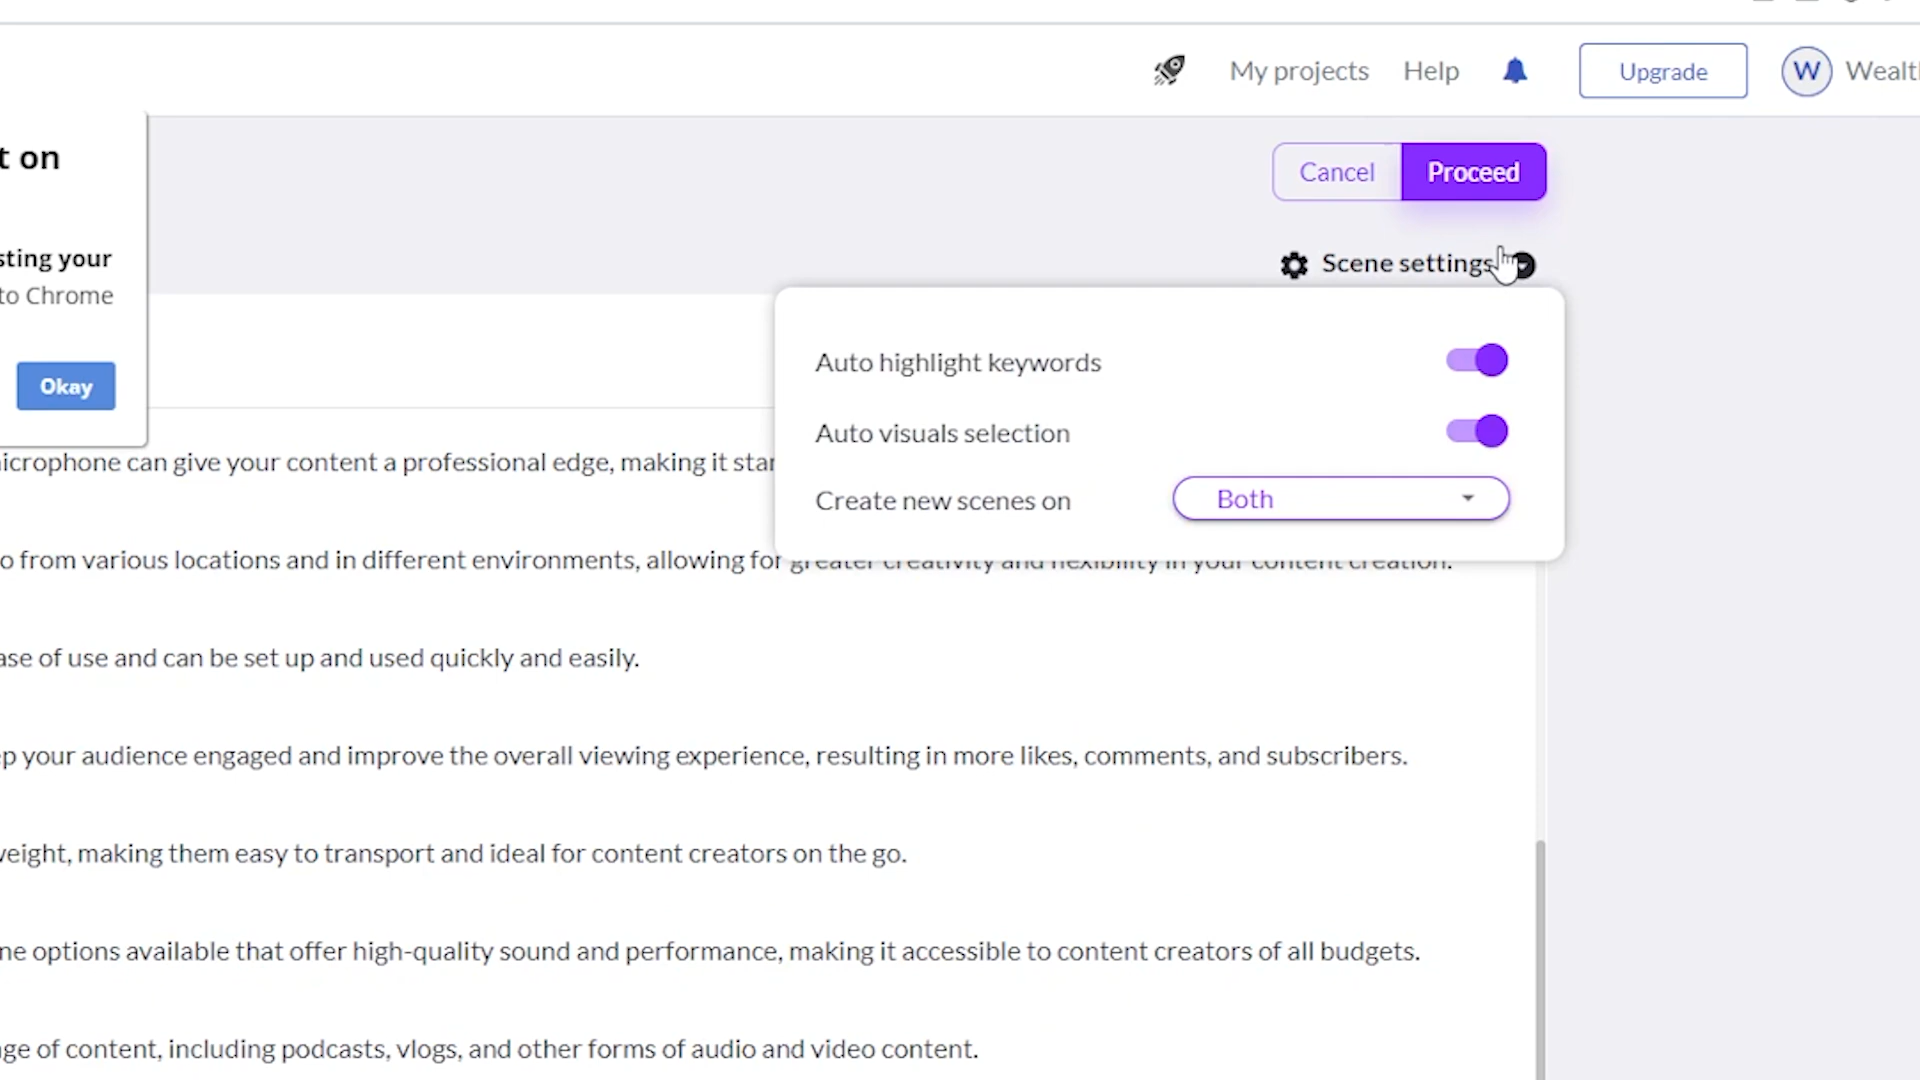 My projects Help Upgrade W Wealt
t on
Cancel Proceed
sting your
to Chrome
Okay
Scene settings
Auto highlight keywords
Auto visuals selection
Create new scenes on Both
icrophone can give your content a professional edge, making it star
o from various locations and in different environments, allowing for greater creativity and flexibility in your content creation.
ase of use and can be set up and used quickly and easily.
p your audience engaged and improve the overall viewing experience, resulting in more likes, comments, and subscribers.
veight, making them easy to transport and ideal for content creators on the go.
ne options available that offer high-quality sound and performance, making it accessible to content creators of all budgets.
ge of content, including podcasts, vlogs, and other forms of audio and video content.